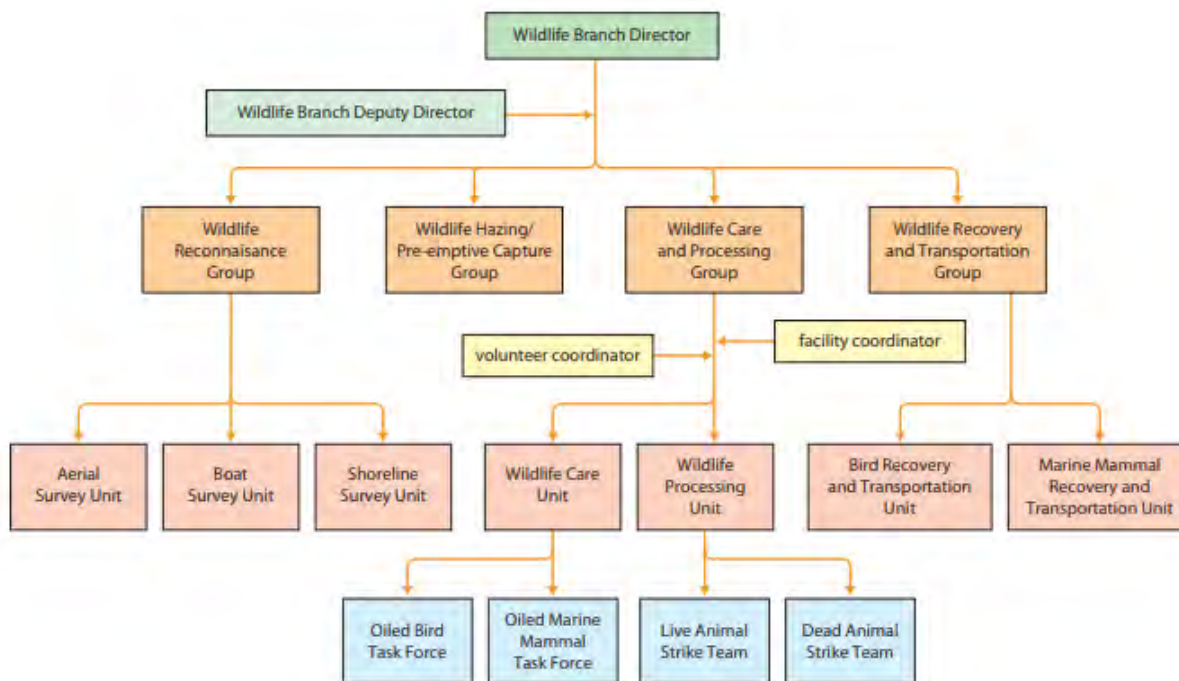 Wildlife Branch Director
Wildlife Branch Deputy Director
Wildlife
Reconnaisance
Group
Wildlife Hazing/
Pre-emptive Capture
Group
Wildlife Care
and Processing
Group
Wildlife Recovery
and Transportation
Group
volunteer coordinator
facility coordinator
Aerial
Survey Unit
Boat
Survey Unit
Shoreline
Survey Unit
Wildlife Care
Unit
Wildlife
Processing
Unit
Bird Recovery
and Transportation
Unit
Marine Mammal
Recovery and
Transportation Unit
Oiled Bird
Task Force
Oiled Marine
Mammal
Task Force
Live Animal
Strike Team
Dead Animal
Strike Team